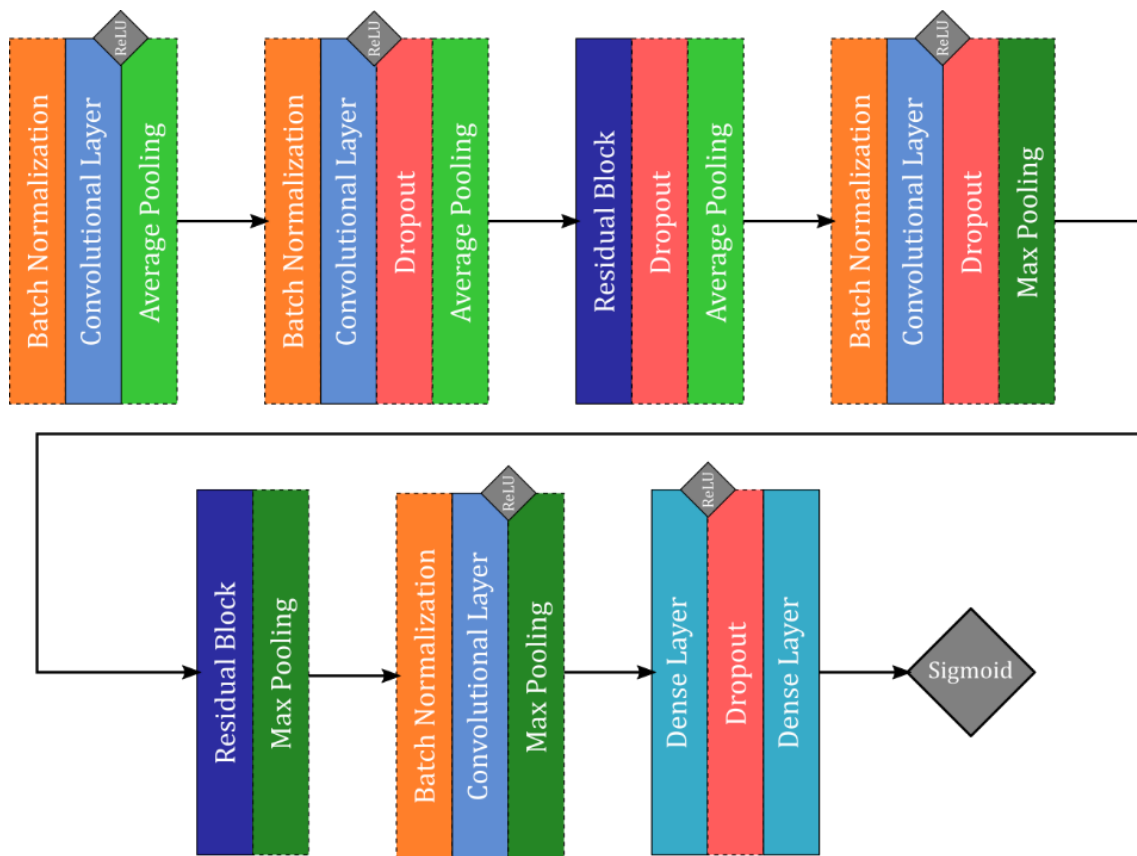 ReLU
Batch Normalization
Convolutional Layer
Average Pooling
ReLU
Batch Normalization
Convolutional Layer
Dropout
Average Pooling
Residual Block
Dropout
Average Pooling
ReLU
Batch Normalization
Convolutional Layer
Dropout
Max Pooling
Residual Block
Max Pooling
ReLU
Batch Normalization
Convolutional Layer
Max Pooling
ReLU
Dense Layer
Dropout
Dense Layer
Sigmoid